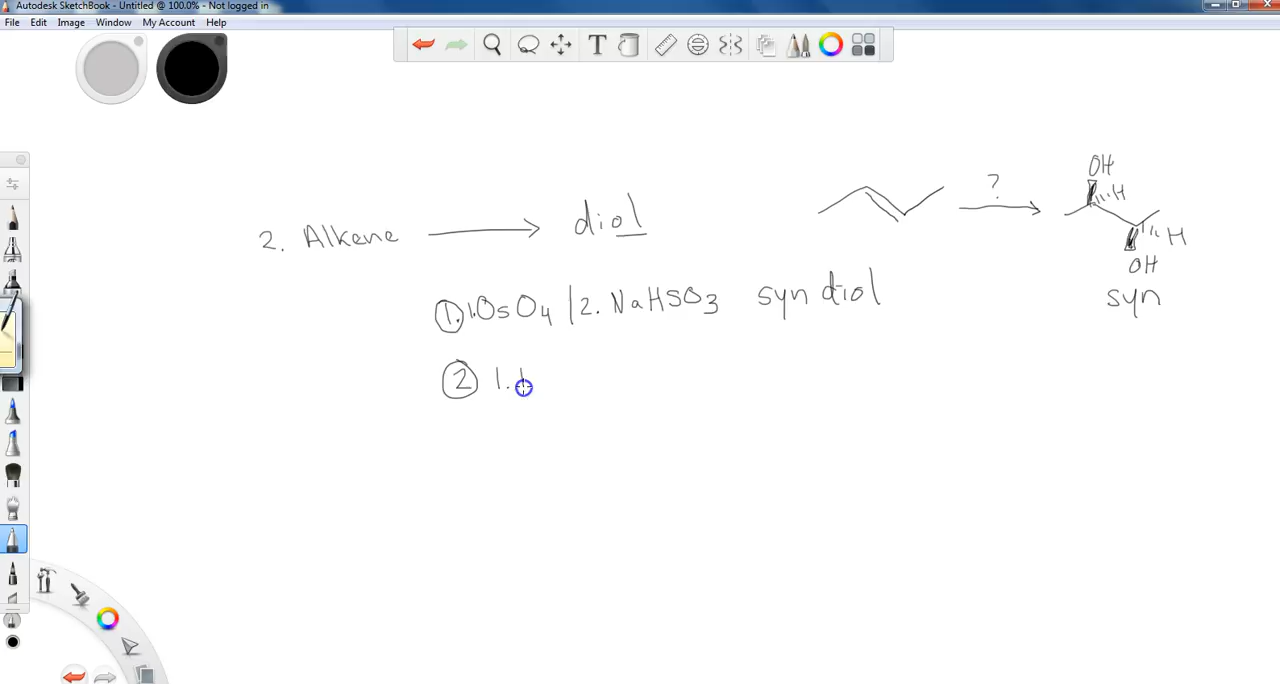 Autodesk SketchBook - Untitled @ 100.0% - Not logged in
File Edit Image Window My Account Help
2. Alkene diol
?
OH
H
H
OH
syn
1. 1. OsO4 | 2. NaHSO3 syn diol
2 1.